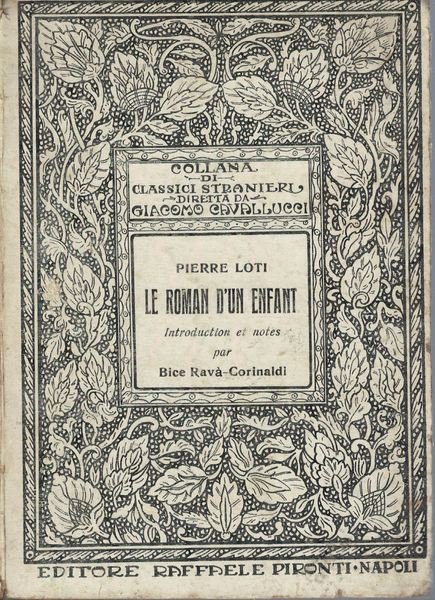 COLLANA
DI
CLASSICI STRANIERI
DIRETTA DA
GIACOMO CAVALLUCCI
PIERRE LOTI
LE ROMAN D'UN ENFANT
Introduction et notes
par
Bice Ravà-Corinaldi
EDITORE RAFFAELE PIRONTI·NAPOLI